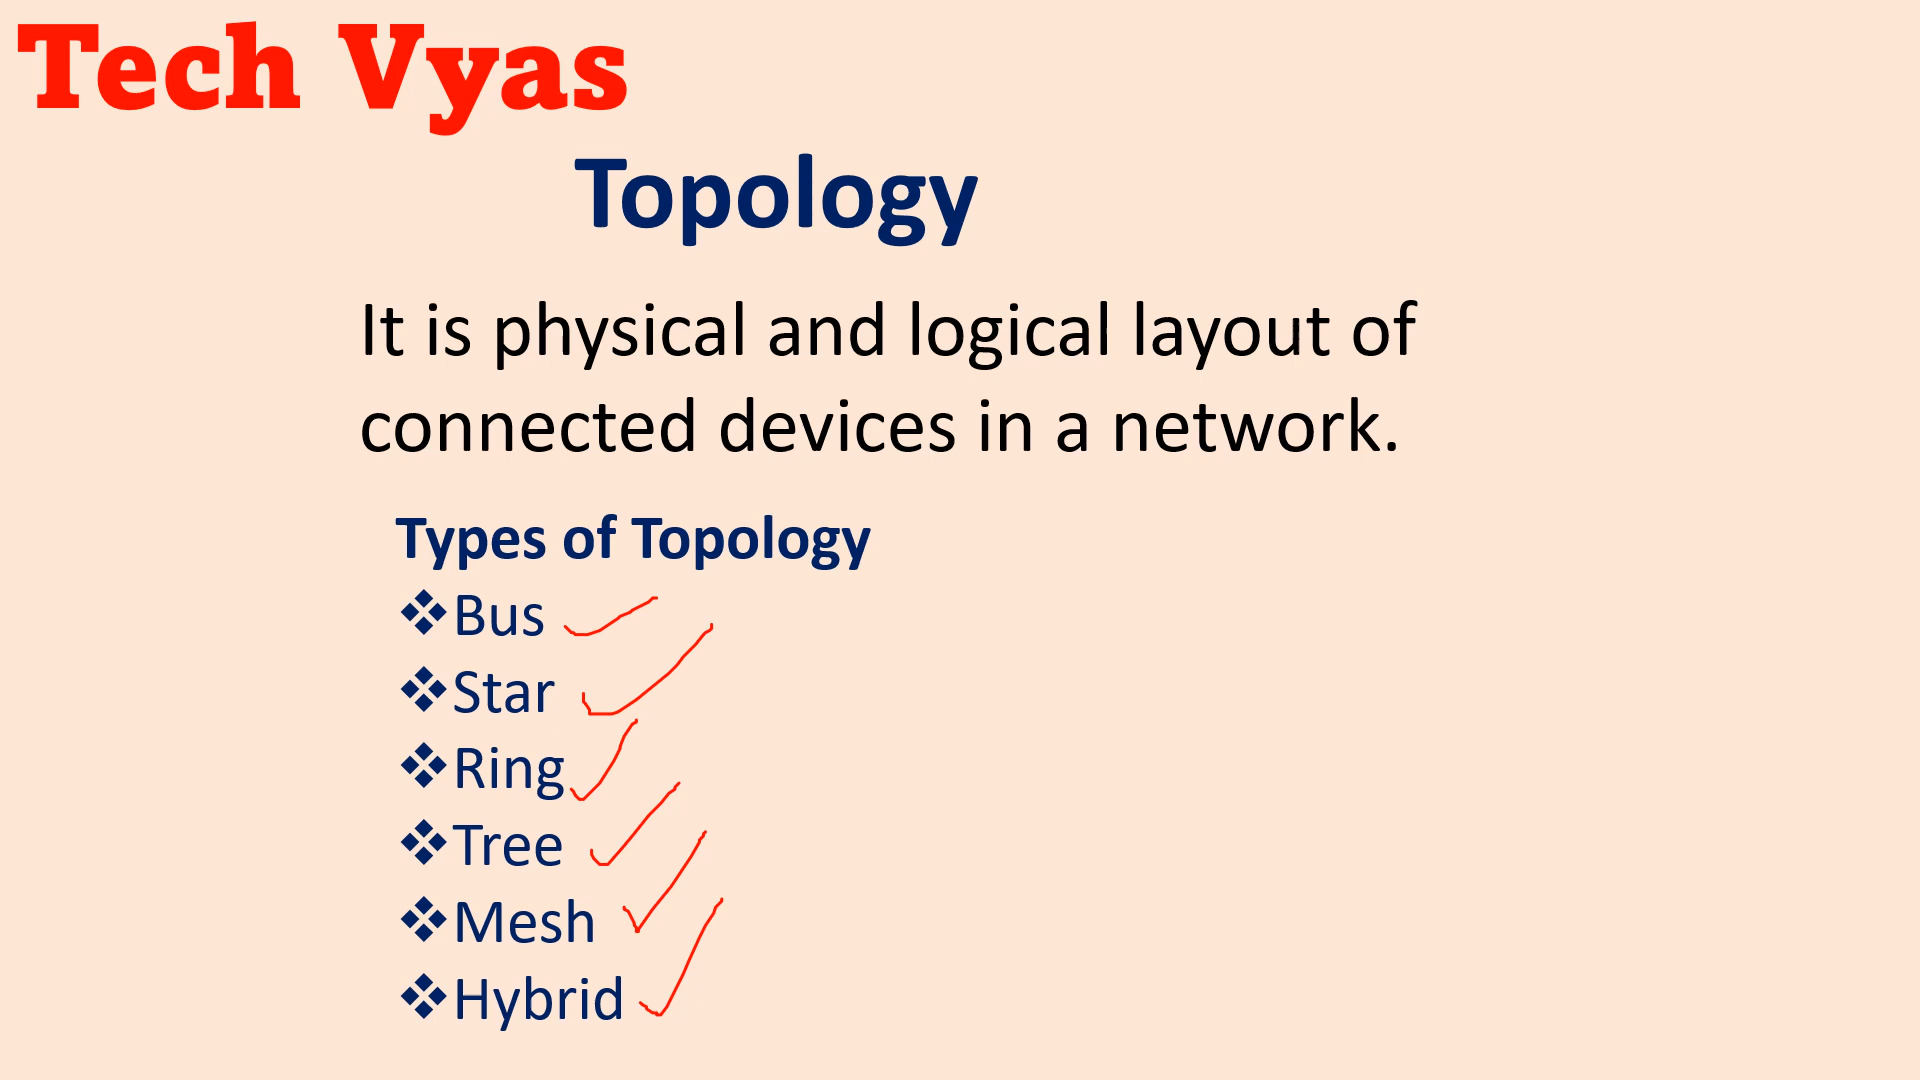 Tech Vyas
Topology
It is physical and logical layout of
connected devices in a network.
Types of Topology
❖Bus
❖Star
❖Ring
❖Tree
❖Mesh
❖Hybrid